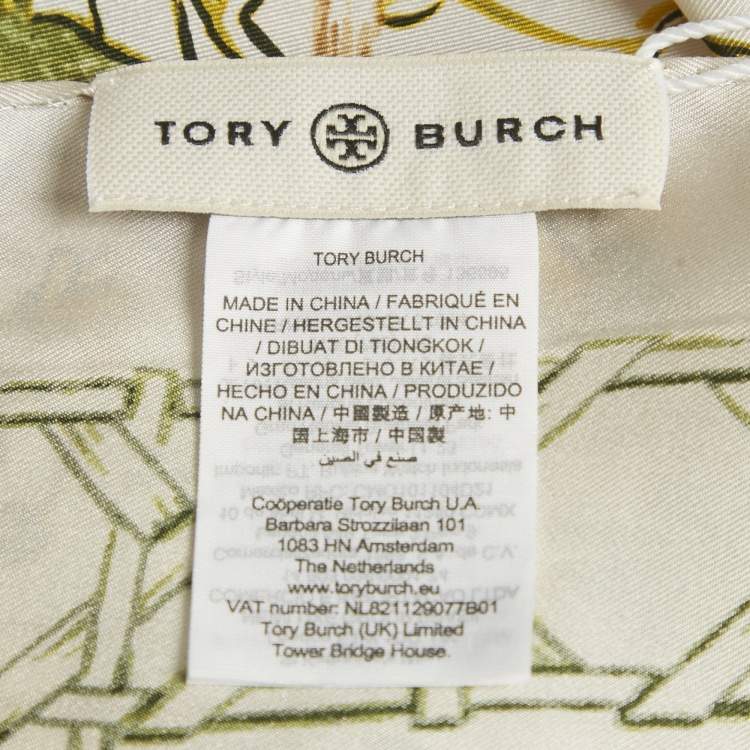 TORY BURCH
TORY BURCH
MADE IN CHINA / FABRIQUÉ EN
CHINE / HERGESTELLT IN CHINA
/ DIBUAT DI TIONGKOK /
ИЗГОТОВЛЕНО В КИТАЕ /
HECHO EN CHINA / PRODUZIDO
NA CHINA / 中國製造 / 原产地: 中
国上海市 / 中国製
صنع في الصين
Coöperatie Tory Burch U.A.
Barbara Strozzilaan 101
1083 HN Amsterdam
The Netherlands
www.toryburch.eu
VAT number: NL821129077B01
Tory Burch (UK) Limited
Tower Bridge House.